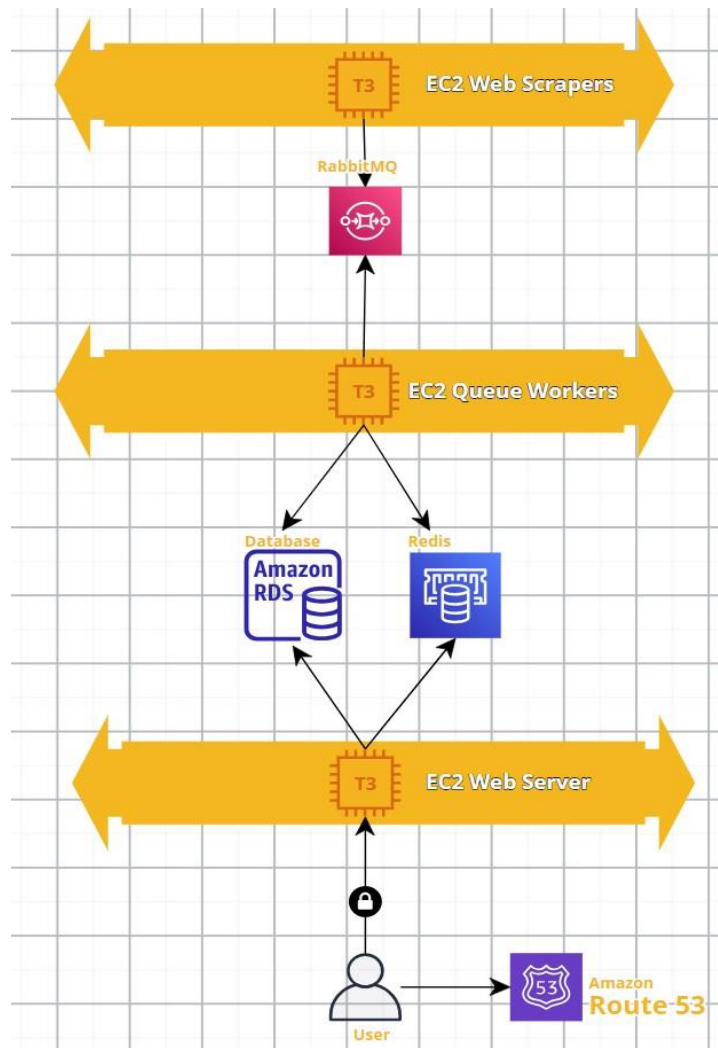 T3
EC2 Web Scrapers
RabbitMQ
T3
EC2 Queue Workers
Database
Redis
Amazon
RDS
T3
EC2 Web Server
53
Amazon
Route 53
User